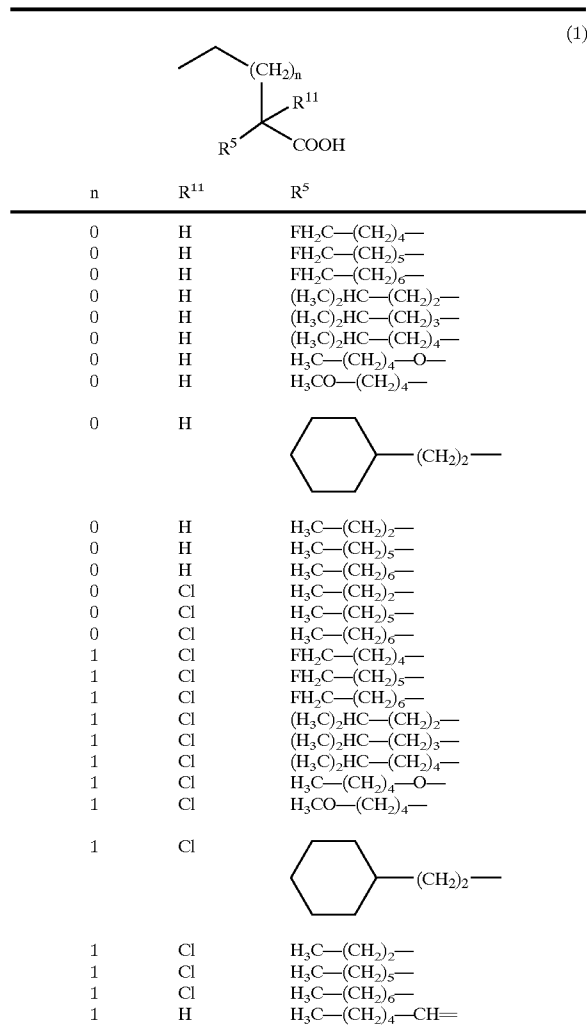 (1)
(CH₂)ₙ
R¹¹
R⁵ COOH
n R¹¹ R⁵
0 H FH₂C—(CH₂)₄—
0 H FH₂C—(CH₂)₅—
0 H FH₂C—(CH₂)₆—
0 H (H₃C)₂HC—(CH₂)₂—
0 H (H₃C)₂HC—(CH₂)₃—
0 H (H₃C)₂HC—(CH₂)₄—
0 H H₃C—(CH₂)₄—O—
0 H H₃CO—(CH₂)₄—
0 H
(CH₂)₂—
0 H H₃C—(CH₂)₂—
0 H H₃C—(CH₂)₅—
0 H H₃C—(CH₂)₆—
0 Cl H₃C—(CH₂)₂—
0 Cl H₃C—(CH₂)₅—
0 Cl H₃C—(CH₂)₆—
1 Cl FH₂C—(CH₂)₄—
1 Cl FH₂C—(CH₂)₅—
1 Cl FH₂C—(CH₂)₆—
1 Cl (H₃C)₂HC—(CH₂)₂—
1 Cl (H₃C)₂HC—(CH₂)₃—
1 Cl (H₃C)₂HC—(CH₂)₄—
1 Cl H₃C—(CH₂)₄—O—
1 Cl H₃CO—(CH₂)₄—
1 Cl
(CH₂)₂—
1 Cl H₃C—(CH₂)₂—
1 Cl H₃C—(CH₂)₅—
1 Cl H₃C—(CH₂)₆—
1 H H₃C—(CH₂)₄—CH=